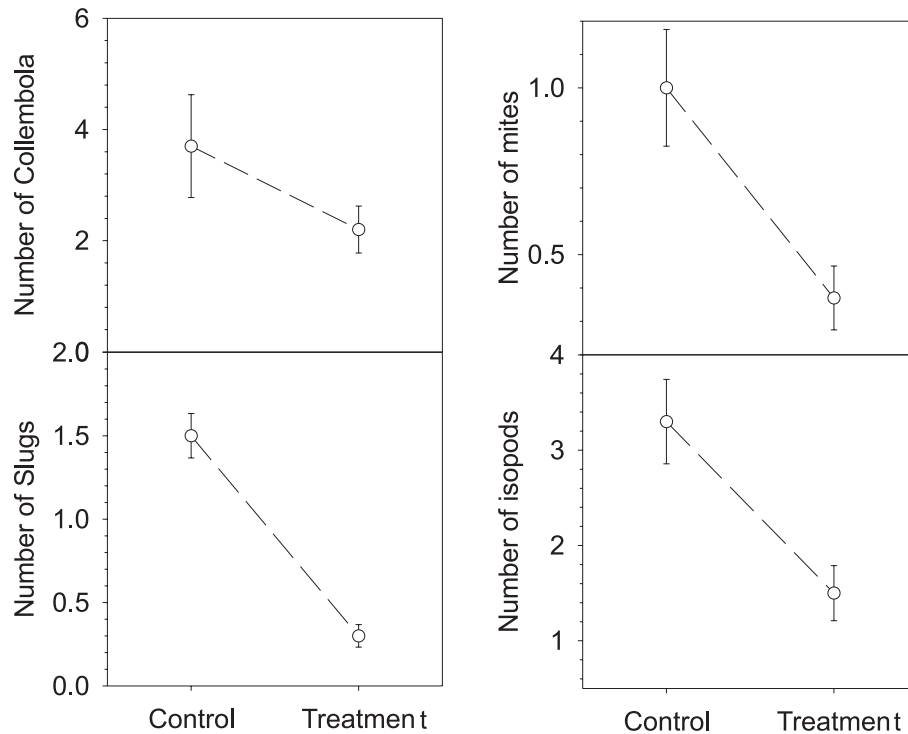 Number of Collembola
6
4
2
2.0
Number of mites
1.0
0.5
4
Number of Slugs
1.5
1.0
0.5
0.0
Control Treatment
Number of isopods
3
2
1
Control Treatment